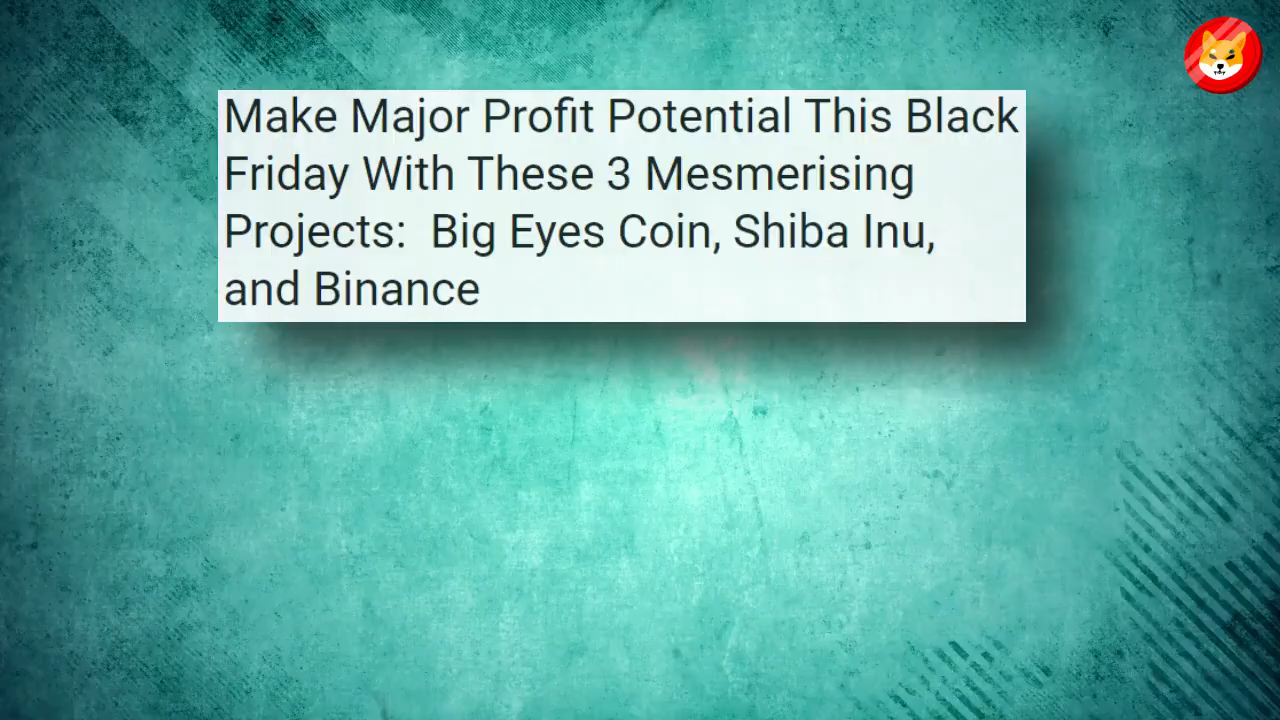 Make Major Profit Potential This Black
Friday With These 3 Mesmerising
Projects:  Big Eyes Coin, Shiba Inu,
and Binance